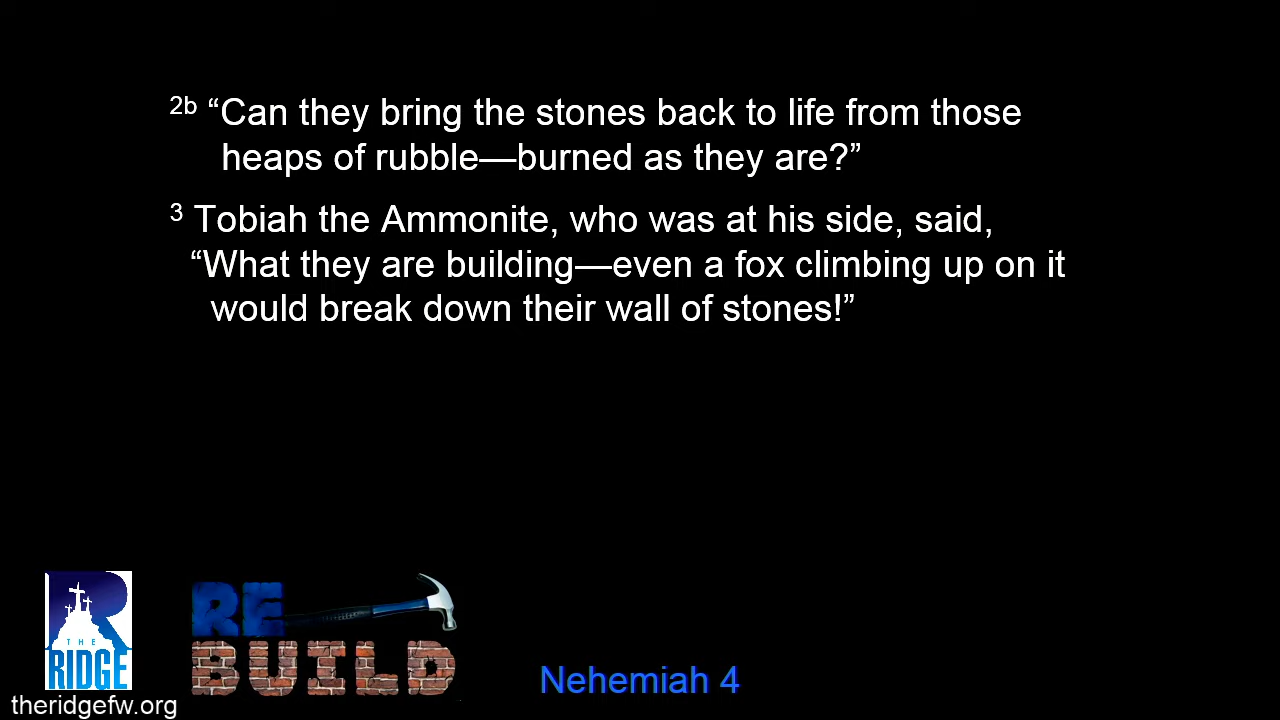 2b “Can they bring the stones back to life from those
heaps of rubble—burned as they are?”
3 Tobiah the Ammonite, who was at his side, said,
“What they are building—even a fox climbing up on it
would break down their wall of stones!”
THE
RIDGE
RE
BUILD
Nehemiah 4
theridgefw.org